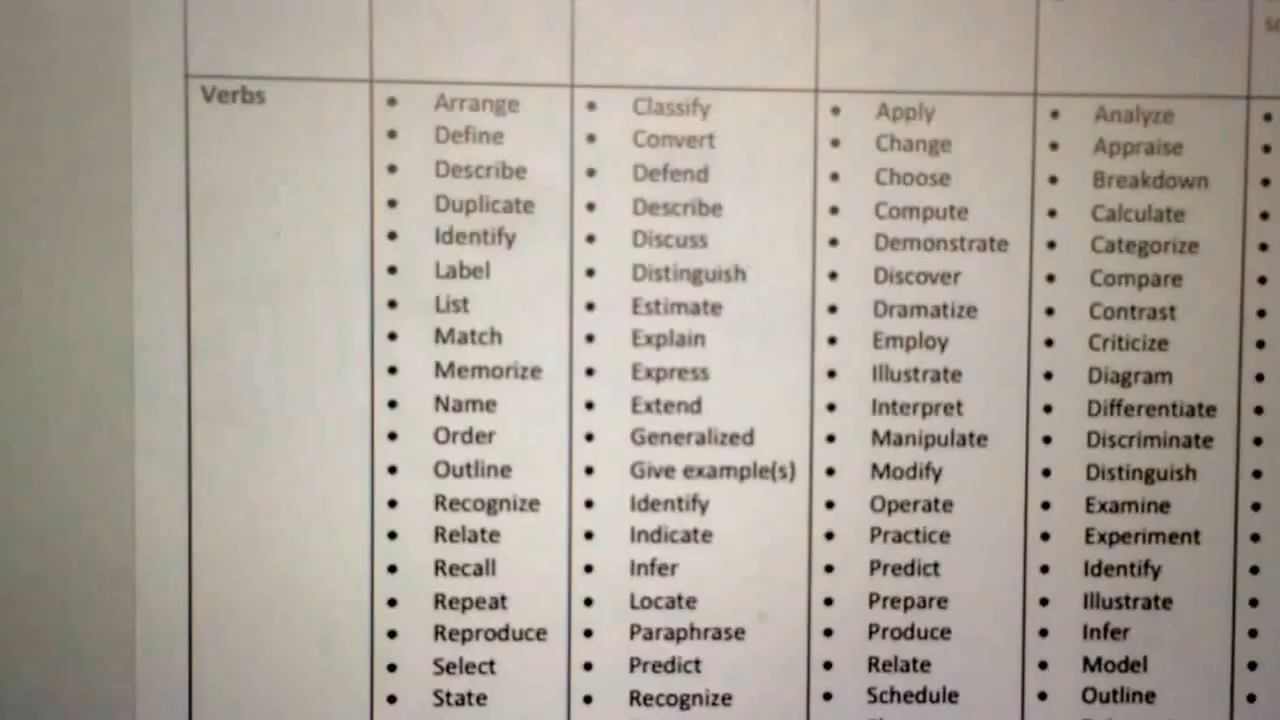 Verbs
• Arrange • Classify • Apply • Analyze •
• Define • Convert • Change • Appraise •
• Describe • Defend • Choose • Breakdown •
• Duplicate • Describe • Compute • Calculate •
• Identify • Discuss • Demonstrate • Categorize •
• Label • Distinguish • Discover • Compare •
• List • Estimate • Dramatize • Contrast •
• Match • Explain • Employ • Criticize •
• Memorize • Express • Illustrate • Diagram •
• Name • Extend • Interpret • Differentiate •
• Order • Generalized • Manipulate • Discriminate •
• Outline • Give example(s) • Modify • Distinguish •
• Recognize • Identify • Operate • Examine •
• Relate • Indicate • Practice • Experiment •
• Recall • Infer • Predict • Identify •
• Repeat • Locate • Prepare • Illustrate •
• Reproduce • Paraphrase • Produce • Infer •
• Select • Predict • Relate • Model •
• State • Recognize • Schedule • Outline •